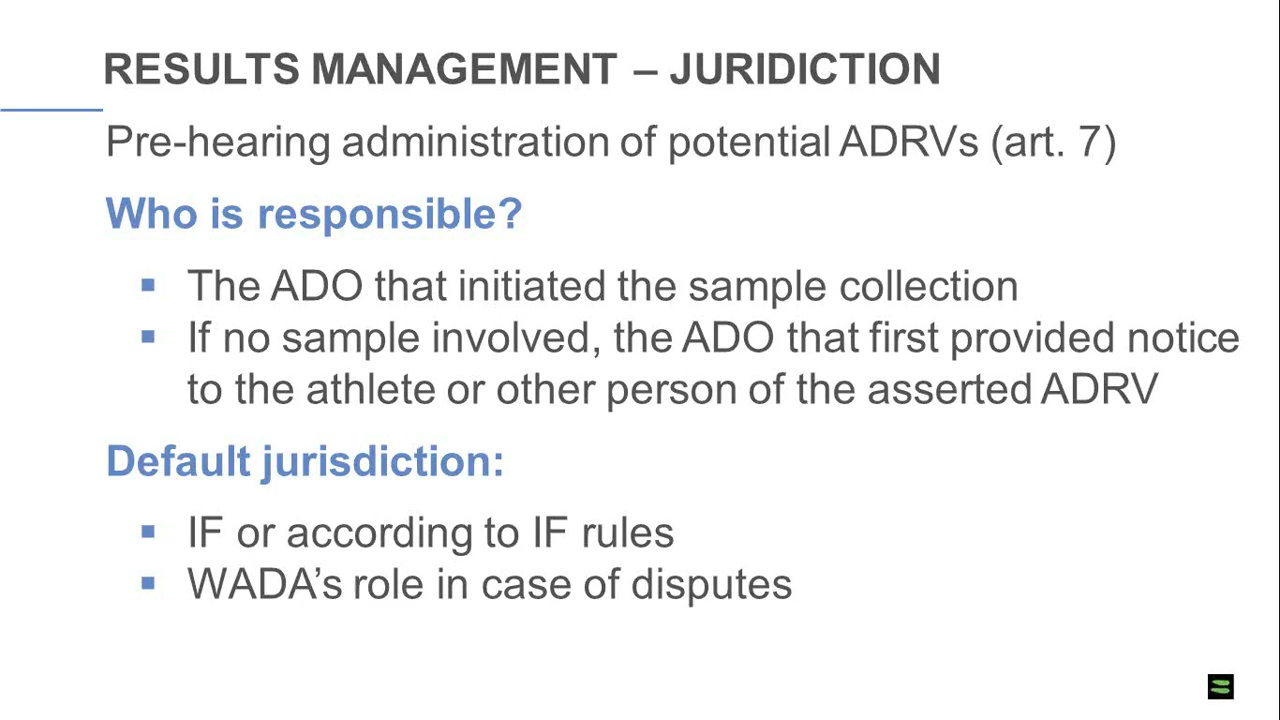 RESULTS MANAGEMENT – JURIDICTION
Pre-hearing administration of potential ADRVs (art. 7)
Who is responsible?
▪ The ADO that initiated the sample collection
▪ If no sample involved, the ADO that first provided notice
to the athlete or other person of the asserted ADRV
Default jurisdiction:
▪ IF or according to IF rules
▪ WADA’s role in case of disputes